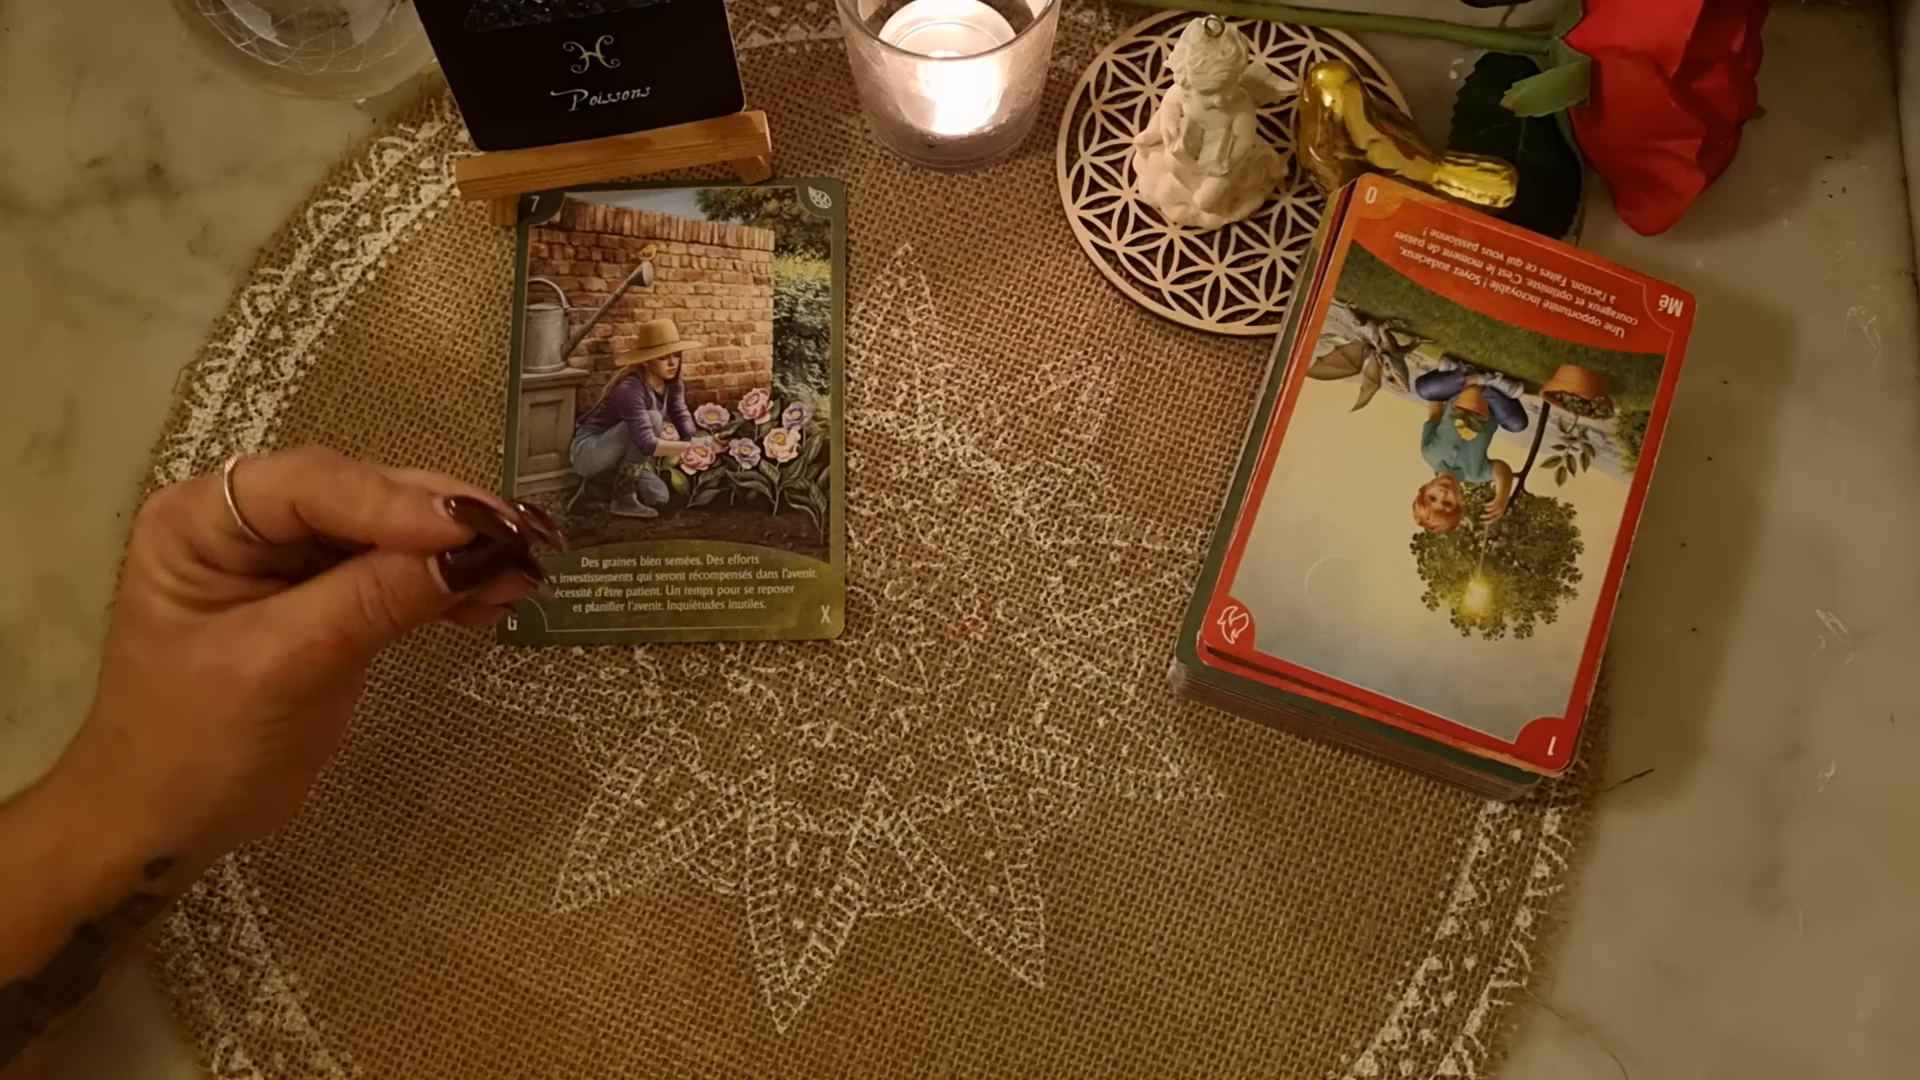 Poissons
7
Des graines bien semées. Des efforts
investissements qui seront récompensés dans l'avenir.
d'être patient. Un temps pour se reposer
et planifier l'avenir. Inquiétudes inutiles.
G X
0
Mé
Une opportunité incroyable ! Soyez audacieux,
courageux et optimiste. C'est le moment de passer
à l'action. Faites ce qui vous passionne !
1